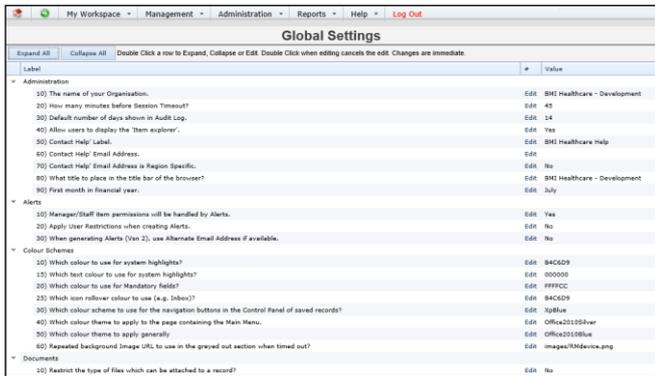 My Workspace Management Administration Reports Help Log Out
Global Settings
Expand All Collapse All Double Click a row to Expand, Collapse or Edit. Double Click when editing cancels the edit. Changes are immediate.
Label # Value
Administration
10) The name of your Organisation. Edit BMI Healthcare - Development
20) How many minutes before Session Timeout? Edit 45
30) Default number of days shown in Audit Log. Edit 14
40) Allow users to display the 'Item explorer'. Edit Yes
50) Contact Help' Label. Edit BMI Healthcare Help
60) Contact Help' Email Address. Edit
70) Contact Help' Email Address is Region Specific. Edit No
80) What title to place in the title bar of the browser? Edit BMI Healthcare - Development
90) First month in financial year. Edit July
Alerts
10) Manager/Staff item permissions will be handled by Alerts. Edit Yes
20) Apply User Restrictions when creating Alerts. Edit No
30) When generating Alerts (Vsn 2), use Alternate Email Address if available. Edit No
Colour Schemes
10) Which colour to use for system highlights? Edit B4C6D9
15) Which text colour to use for system highlights? Edit 000000
20) Which colour to use for Mandatory fields? Edit FFFFCC
25) Which icon rollover colour to use (e.g. Inbox)? Edit B4C6D9
30) Which colour scheme to use for the navigation buttons in the Control Panel of saved records? Edit XpBlue
40) Which colour theme to apply to the page containing the Main Menu. Edit Office2010Silver
50) Which colour theme to apply generally Edit Office2010Blue
60) Repeated background Image URL to use in the greyed out section when timed out? Edit images/RMdevice.png
Documents
10) Restrict the type of files which can be attached to a record? Edit No